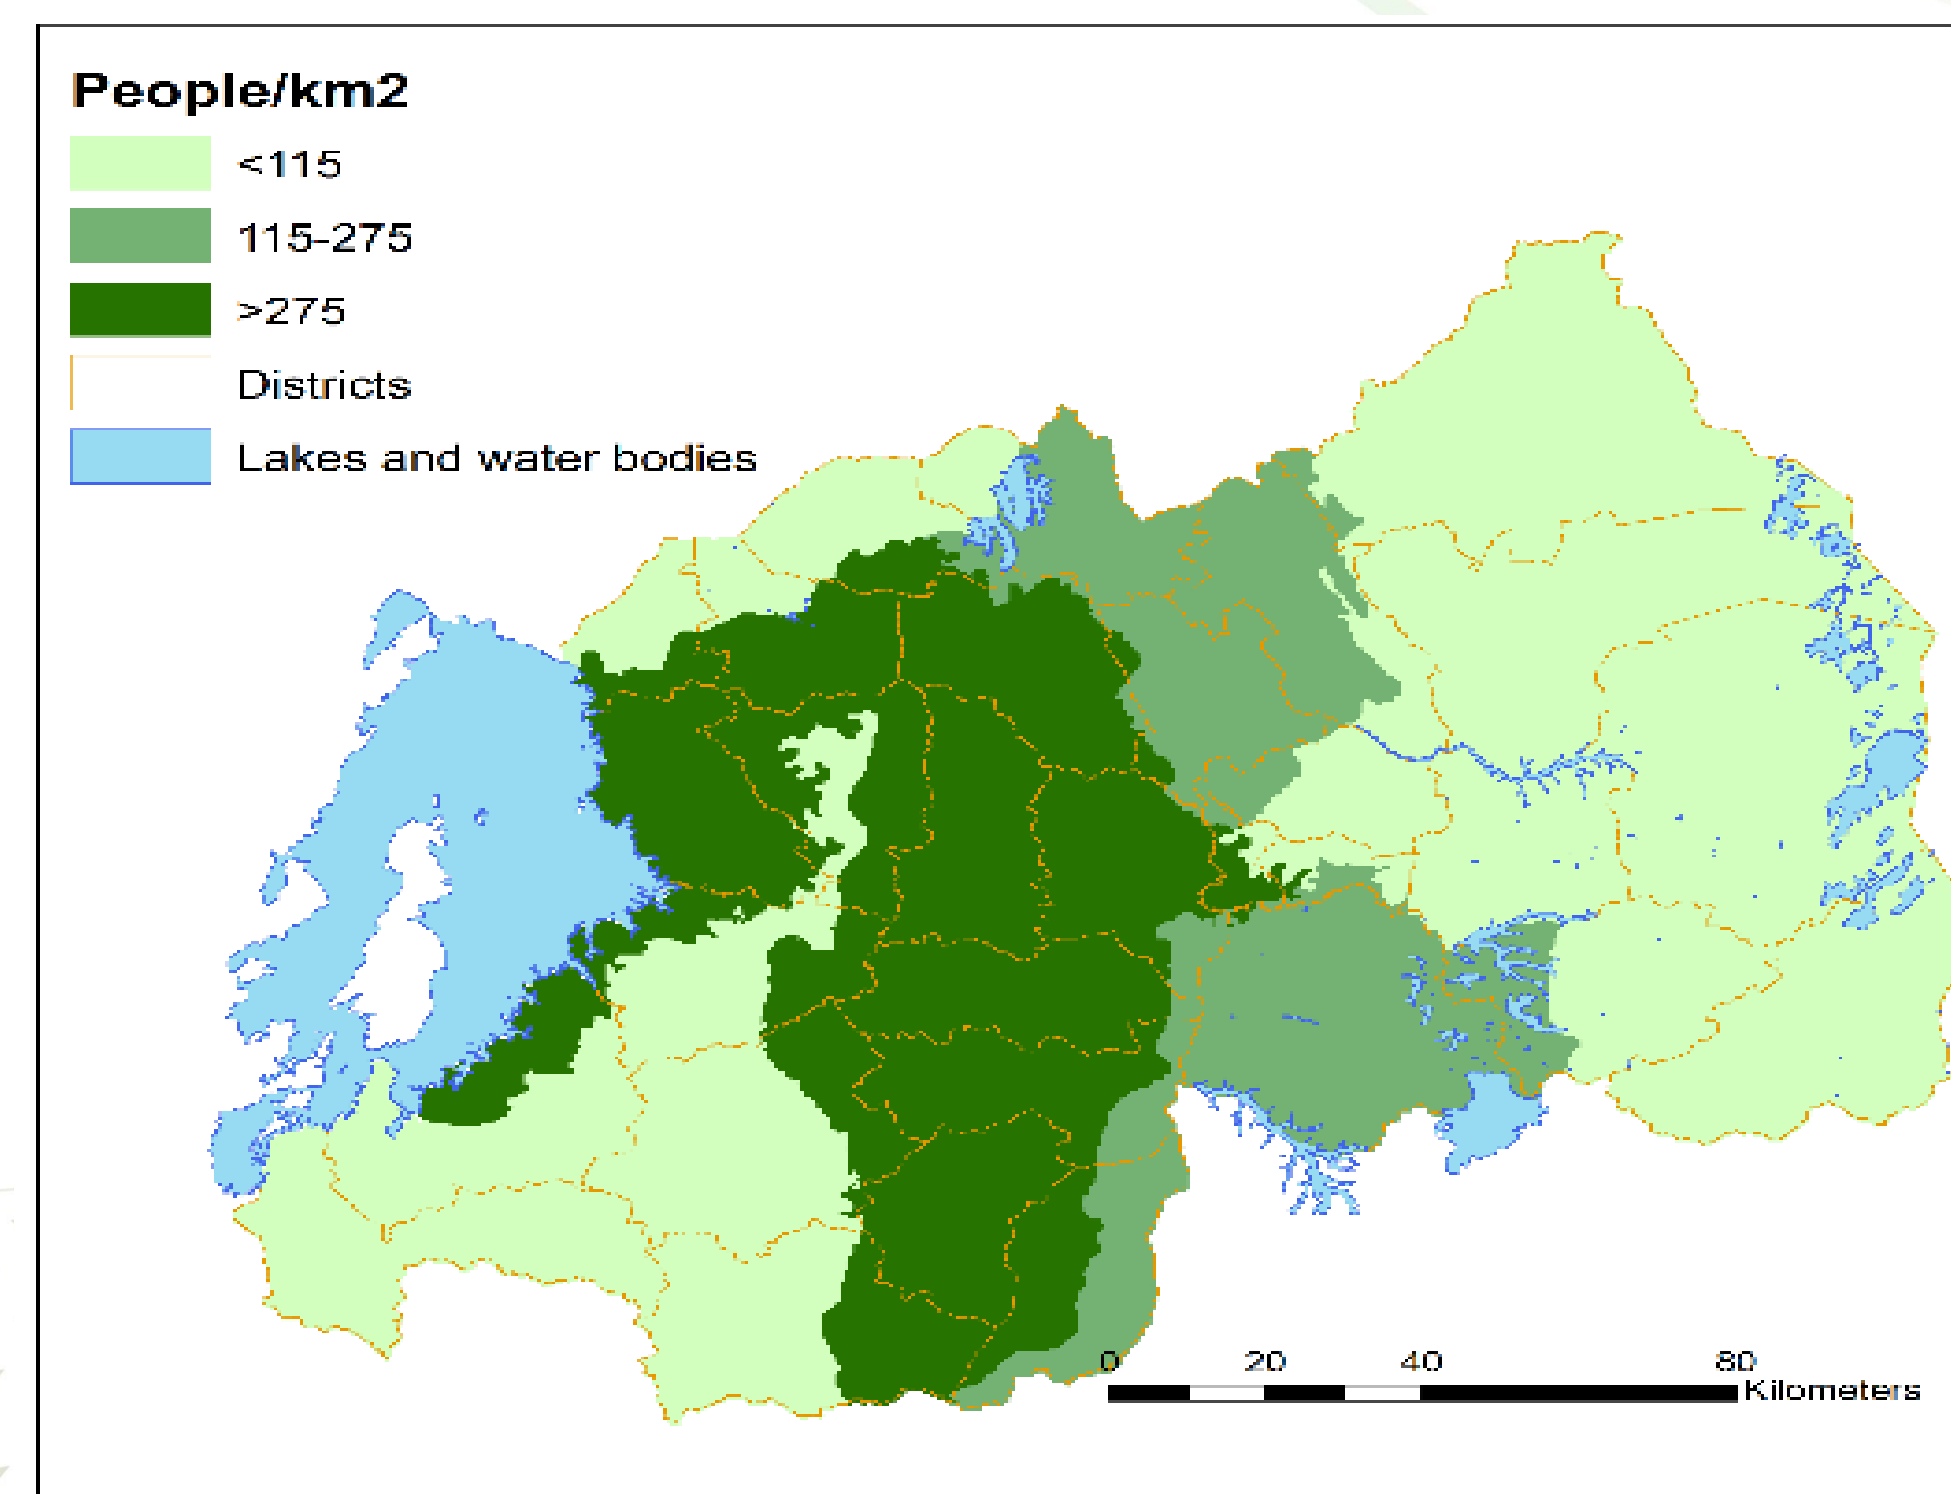 People/km2
<115
115-275
>275
Districts
Lakes and water bodies
0 20 40 80
Kilometers